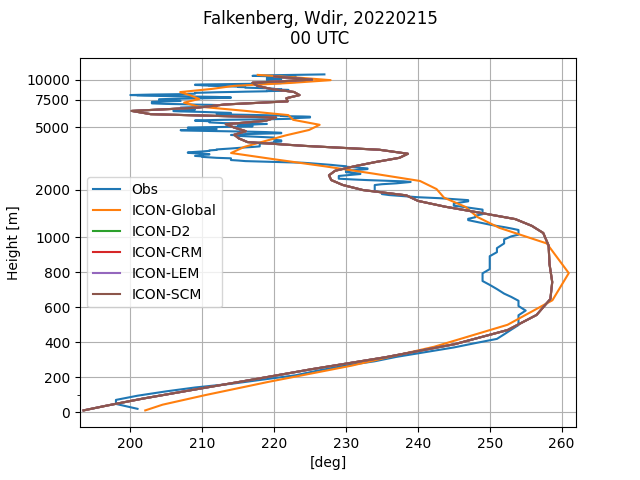 Falkenberg, Wdir, 20220215
00 UTC
10000
7500
5000
2000
1000
800
600
400
200
0
Height [m]
Obs
ICON-Global
ICON-D2
ICON-CRM
ICON-LEM
ICON-SCM
200 210 220 230 240 250 260
[deg]